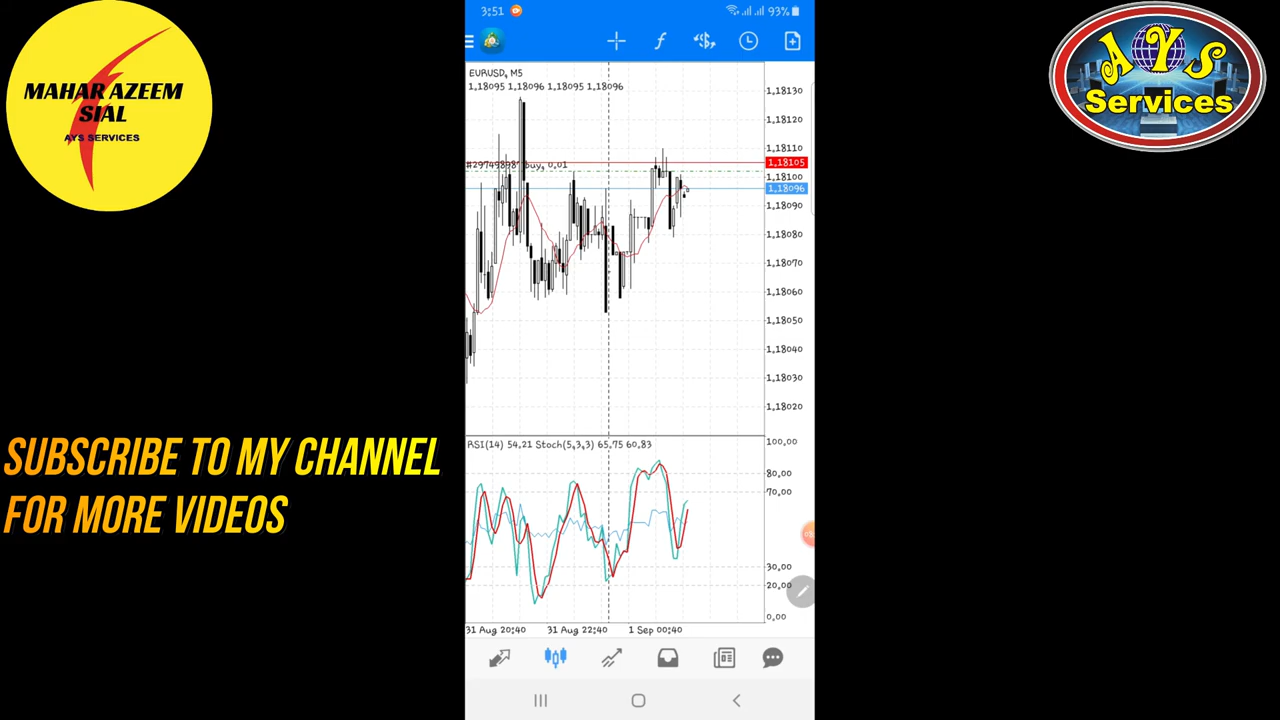 MAHAR AZEEM
SIAL
AYS SERVICES
AYS
Services
SUBSCRIBE TO MY CHANNEL
FOR MORE VIDEOS
3:51
93%
EURUSD, M5
1,18095 1,18096 1,18095 1,18096
buy, 0,01
1,18130
1,18120
1,18110
1,18105
1,18100
1,18096
1,18090
1,18080
1,18070
1,18060
1,18050
1,18040
1,18030
1,18020
RSI(14) 54,21 Stoch(5,3,3) 65,75 60,83
100,00
80,00
70,00
30,00
20,00
0,00
31 Aug 20:40 31 Aug 22:40 1 Sep 00:40